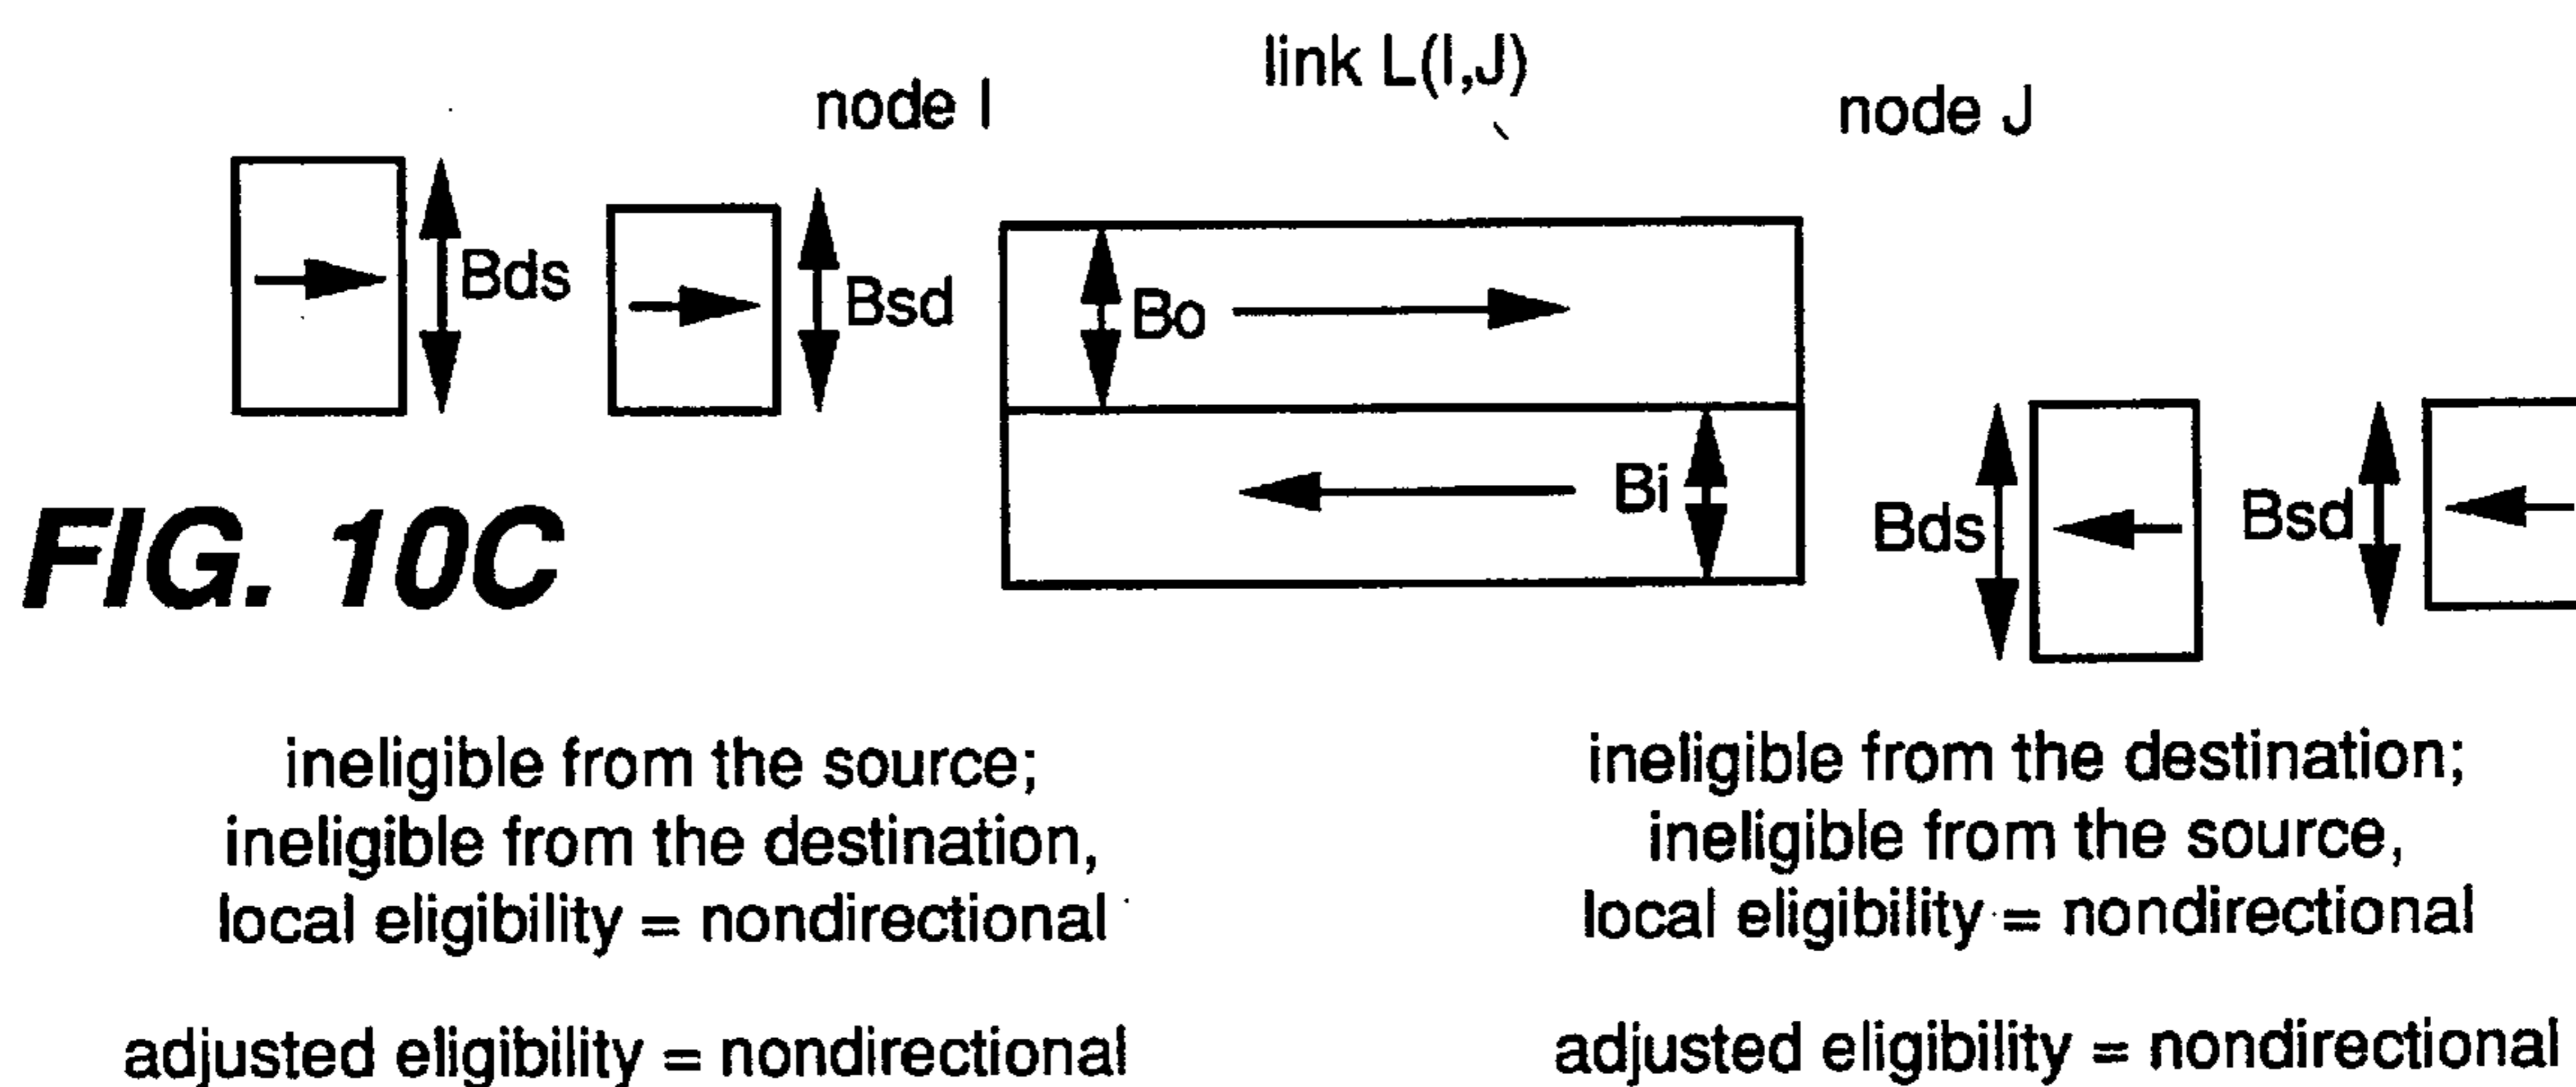 link L(I,J)
node I
node J
Bds
Bsd
Bo
Bi
Bds
Bsd
FIG. 10C
ineligible from the source;
ineligible from the destination,
local eligibility = nondirectional
adjusted eligibility = nondirectional
ineligible from the destination;
ineligible from the source,
local eligibility = nondirectional
adjusted eligibility = nondirectional